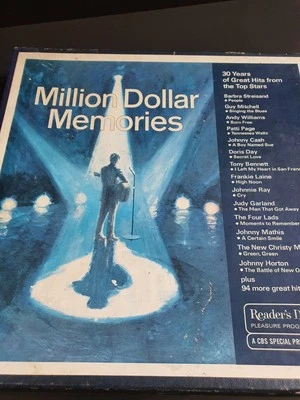 Million Dollar
Memories
30 Years
of Great Hits from
the Top Stars
Barbra Streisand
• People
Guy Mitchell
• Singing the Blues
Andy Williams
• Born Free
Patti Page
• Tennessee Waltz
Johnny Cash
• A Boy Named Sue
Doris Day
• Secret Love
Tony Bennett
• I Left My Heart in San Franc
Frankie Laine
• High Noon
Johnnie Ray
• Cry
Judy Garland
• The Man That Got Away
The Four Lads
• Moments to Remember
Johnny Mathis
• A Certain Smile
The New Christy M
• Green, Green
Johnny Horton
• The Battle of New O
plus
94 more great hit
Reader's D
PLEASURE PROG
A CBS SPECIAL PR